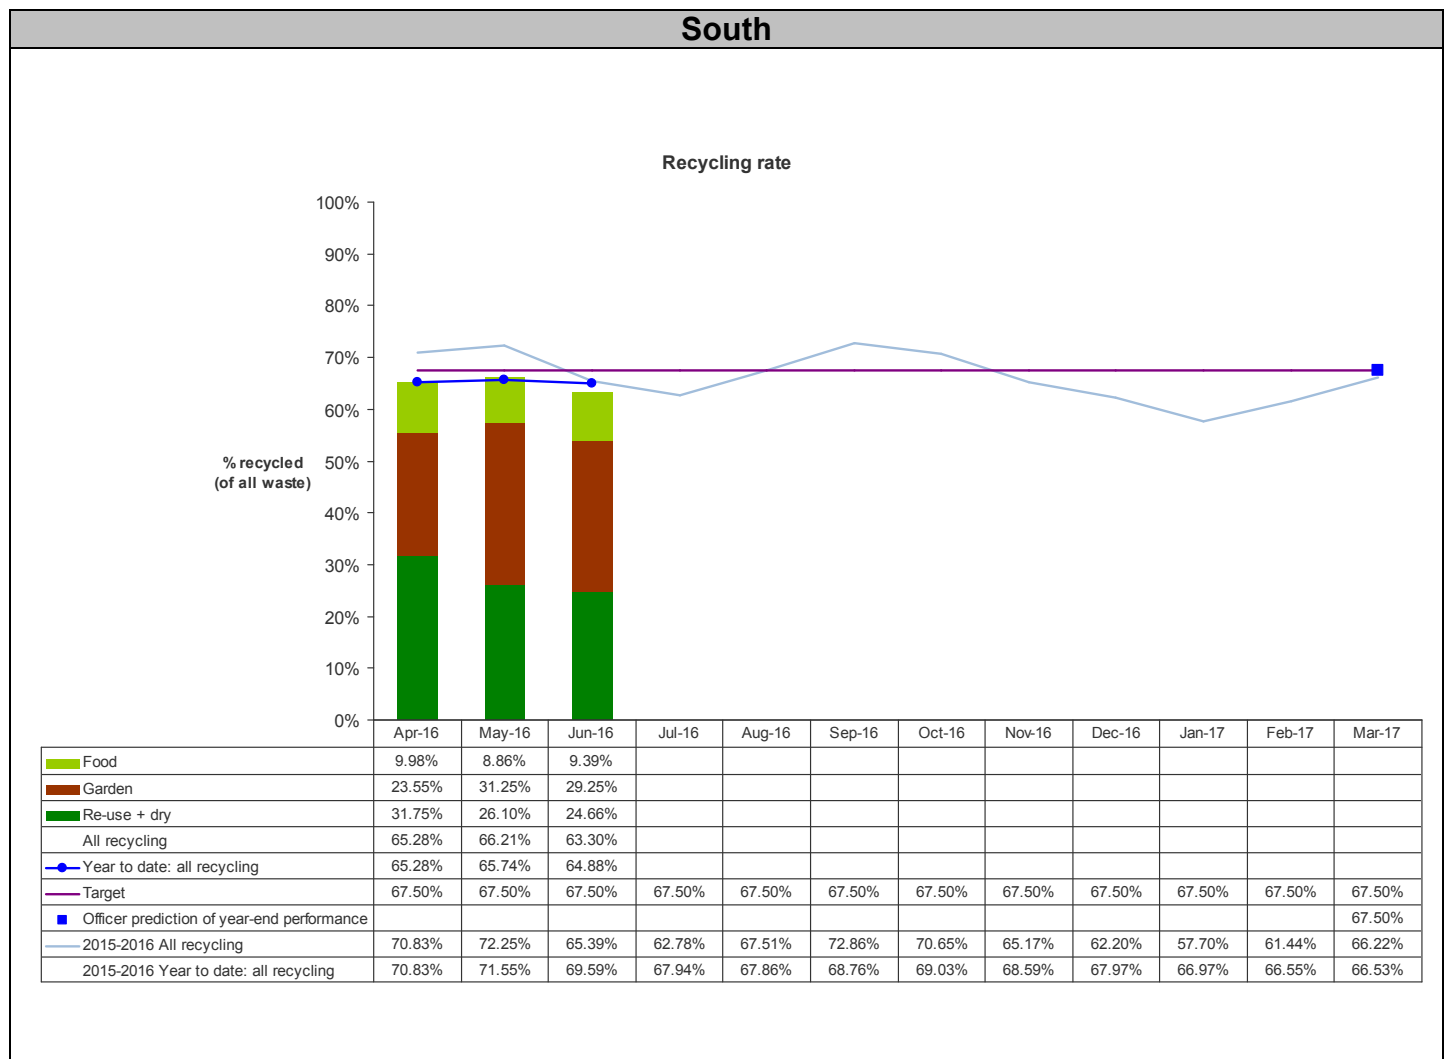 South
Recycling rate
100%
90%
80%
70%
60%
% recycled
(of all waste)
50%
40%
30%
20%
10%
0%
Apr-16 May-16 Jun-16 Jul-16 Aug-16 Sep-16 Oct-16 Nov-16 Dec-16 Jan-17 Feb-17 Mar-17
Food 9.98% 8.86% 9.39%
Garden 23.55% 31.25% 29.25%
Re-use + dry 31.75% 26.10% 24.66%
All recycling 65.28% 66.21% 63.30%
Year to date: all recycling 65.28% 65.74% 64.88%
Target 67.50% 67.50% 67.50% 67.50% 67.50% 67.50% 67.50% 67.50% 67.50% 67.50% 67.50% 67.50%
Officer prediction of year-end performance 67.50%
2015-2016 All recycling 70.83% 72.25% 65.39% 62.78% 67.51% 72.86% 70.65% 65.17% 62.20% 57.70% 61.44% 66.22%
2015-2016 Year to date: all recycling 70.83% 71.55% 69.59% 67.94% 67.86% 68.76% 69.03% 68.59% 67.97% 66.97% 66.55% 66.53%